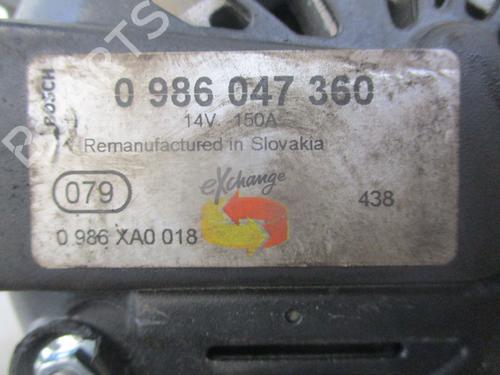 BOSCH
0 986 047 360
14V 150A
Remanufactured in Slovakia
eXchange
079
438
0 986 XA0 018